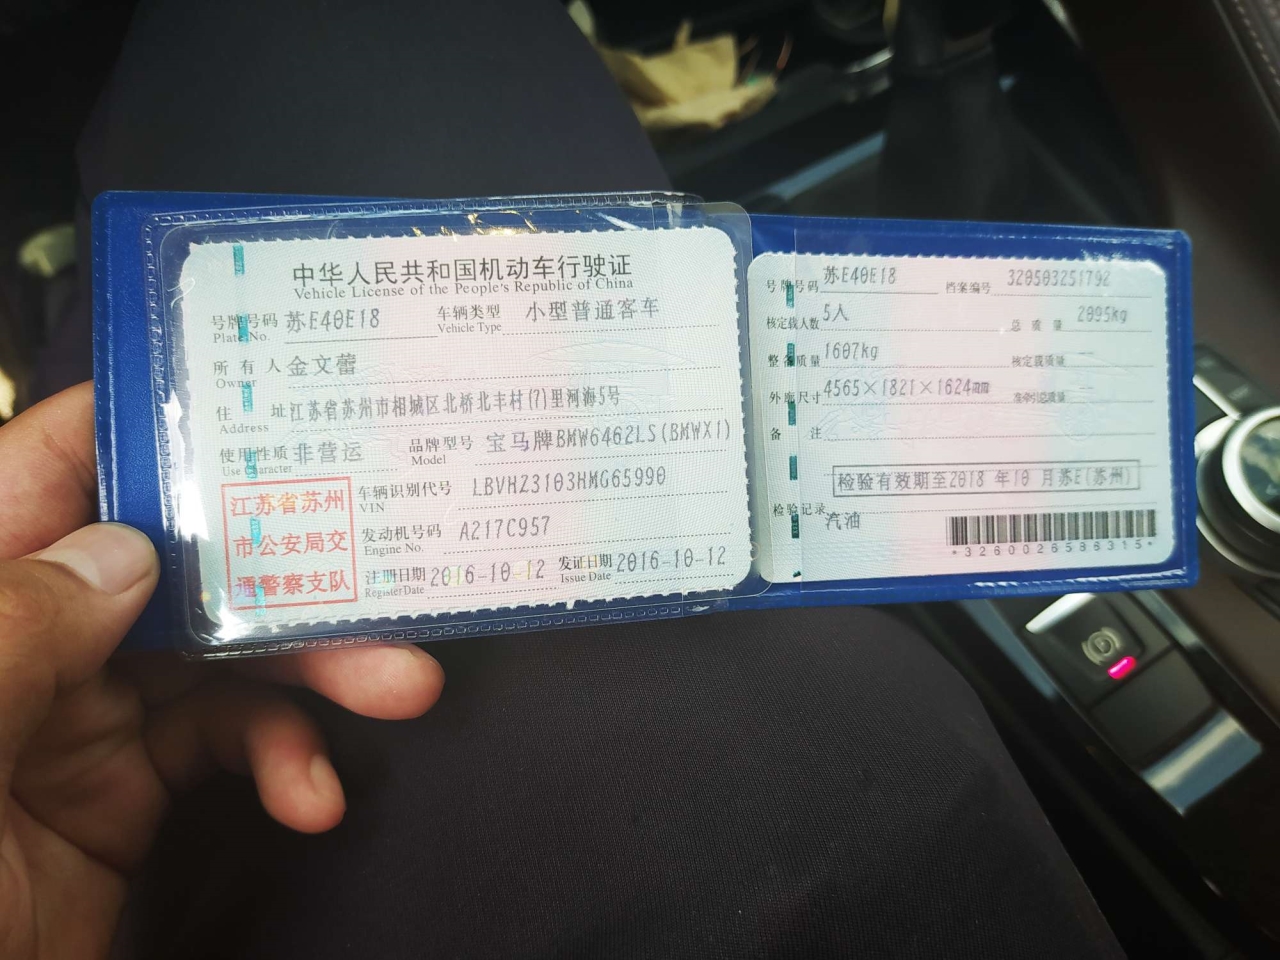 中华人民共和国机动车行驶证
Vehicle License of the People's Republic of China
号牌号码 苏E40E18 车辆类型 小型普通客车
Plate No. Vehicle Type
所有人 金文蕾
Owner
住址 江苏省苏州市相城区北桥北丰村(7)里河海5号
Address
使用性质 非营运 品牌型号 宝马牌BMW6462LS(BMWX1)
Use Character Model
江苏省苏州
市公安局交
通警察支队
车辆识别代号 LBVHZ3103HMG65990
VIN
发动机号码 A217C957
Engine No.
注册日期 2016-10-12 发证日期 2016-10-12
Register Date Issue Date
号牌号码 苏E40E18 档案编号 320503251792
核定载人数 5人 总质量 2095kg
整备质量 1607kg 核定载质量 --
外廓尺寸 4565×1821×1624mm 准牵引总质量 --
备注
检验有效期至2018 年10 月苏E(苏州)
检验记录
汽油
*3260026586315*